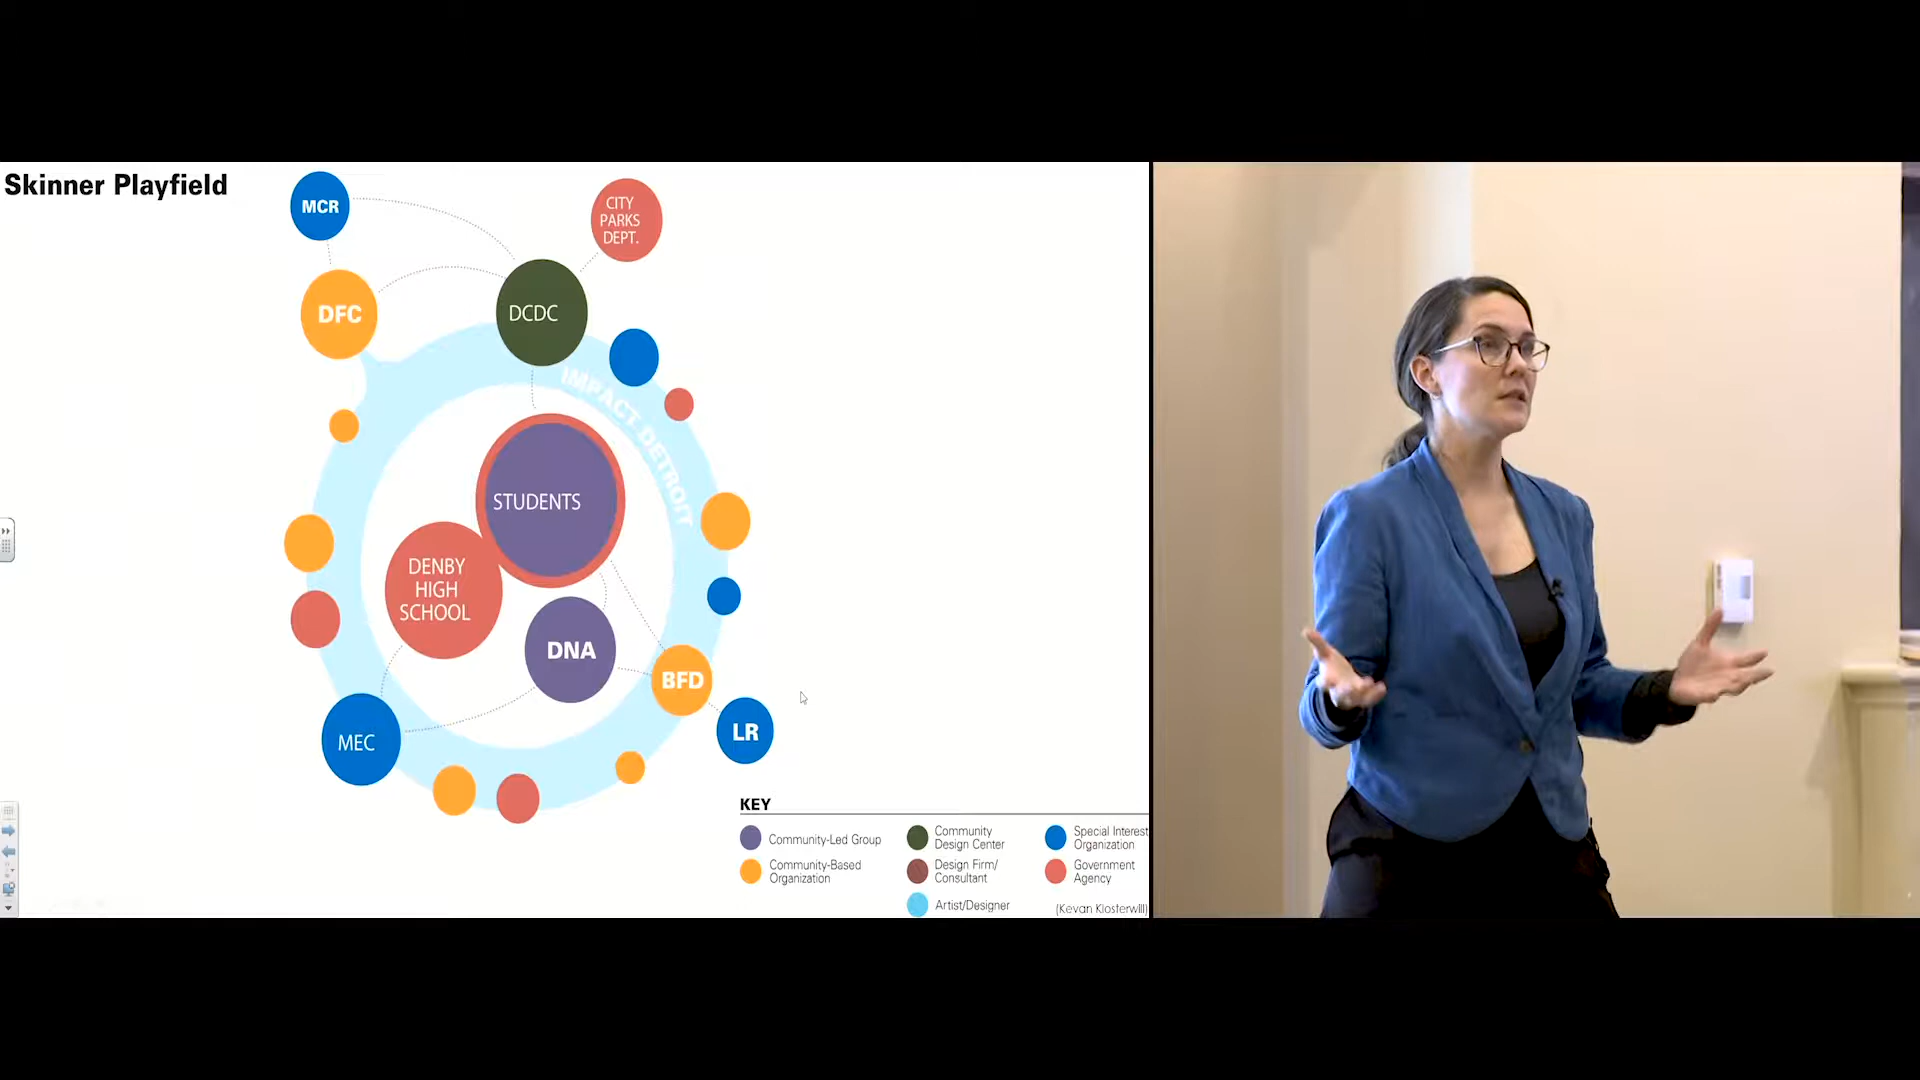 Skinner Playfield
MCR
CITY
PARKS
DEPT.
DFC
DCDC
IMPACT DETROIT
STUDENTS
DENBY
HIGH
SCHOOL
DNA
BFD
LR
MEC
KEY
Community-Led Group
Community-Based
Organization
Community
Design Center
Design Firm/
Consultant
Artist/Designer
Special Interest
Organization
Government
Agency
(Kevan Klosterwill)